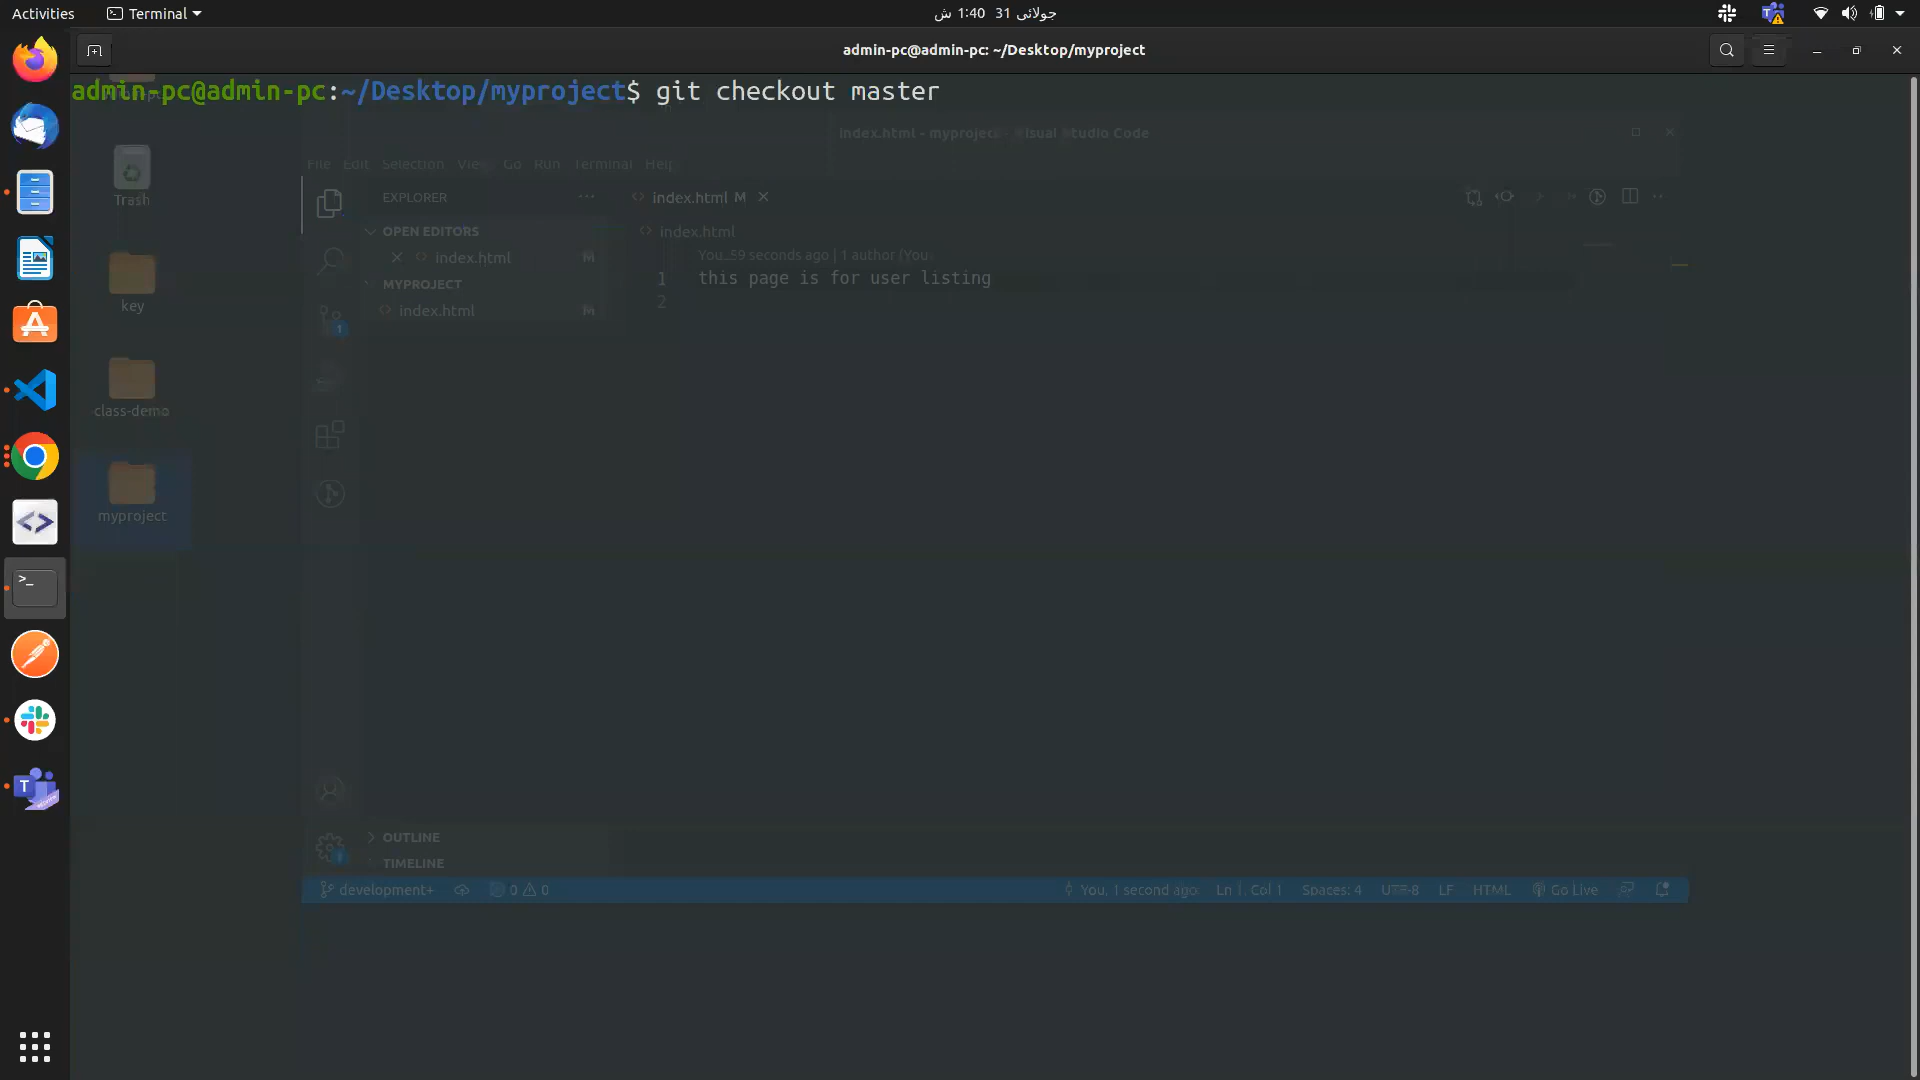 Activities
Terminal
جولائی 31 1:40 ش
admin-pc@admin-pc: ~/Desktop/myproject
admin-pc@admin-pc:~/Desktop/myproject$ git checkout master
index.html - myproject - Visual Studio Code
File Edit Selection View Go Run Terminal Help
Trash
key
class-demo
myproject
EXPLORER
OPEN EDITORS
index.html M
MYPROJECT
index.html M
index.html M
index.html
You, 59 seconds ago | 1 author (You)
1 this page is for user listing
2
1
OUTLINE
TIMELINE
development+ 0 0
You, 1 second ago Ln 1, Col 1 Spaces: 4 UTF-8 LF HTML Go Live